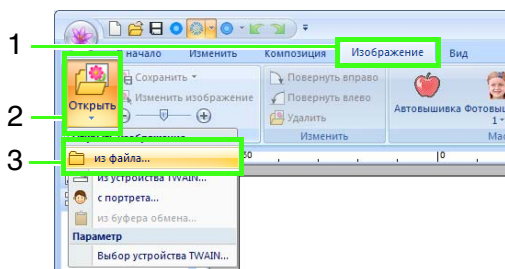 1
В начало Изменить Композиция Изображение Вид
2
Открыть
Сохранить
Изменить изображение
Повернуть вправо
Повернуть влево
Удалить
Изменить
Автовышивка
1
3
из файла...
из устройства TWAIN...
с портрета...
из буфера обмена...
Параметр
Выбор устройства TWAIN...
0